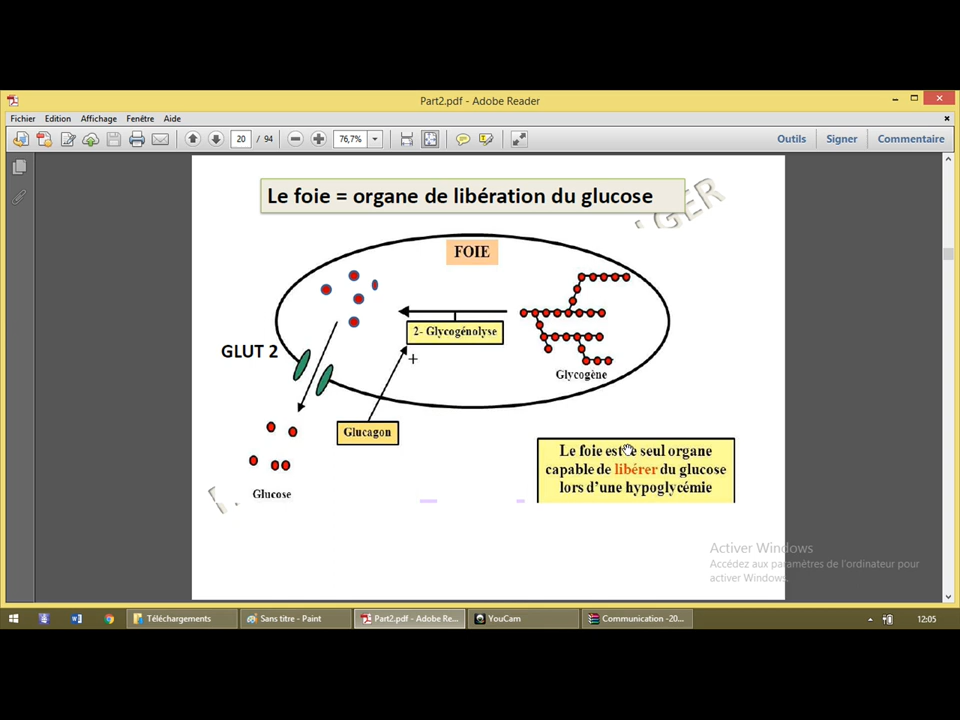 Part2.pdf - Adobe Reader
Fichier Edition Affichage Fenêtre Aide
20 / 94 76,7% Outils Signer Commentaire
Le foie = organe de libération du glucose
GER
FOIE
2- Glycogénolyse
GLUT 2
+
Glycogène
Glucagon
Le foie est le seul organe
capable de libérer du glucose
lors d'une hypoglycémie
Glucose
Activer Windows
Accédez aux paramètres de l'ordinateur pour
activer Windows.
Téléchargements Sans titre - Paint Part2.pdf - Adobe Re... YouCam Communication -20... 12:05